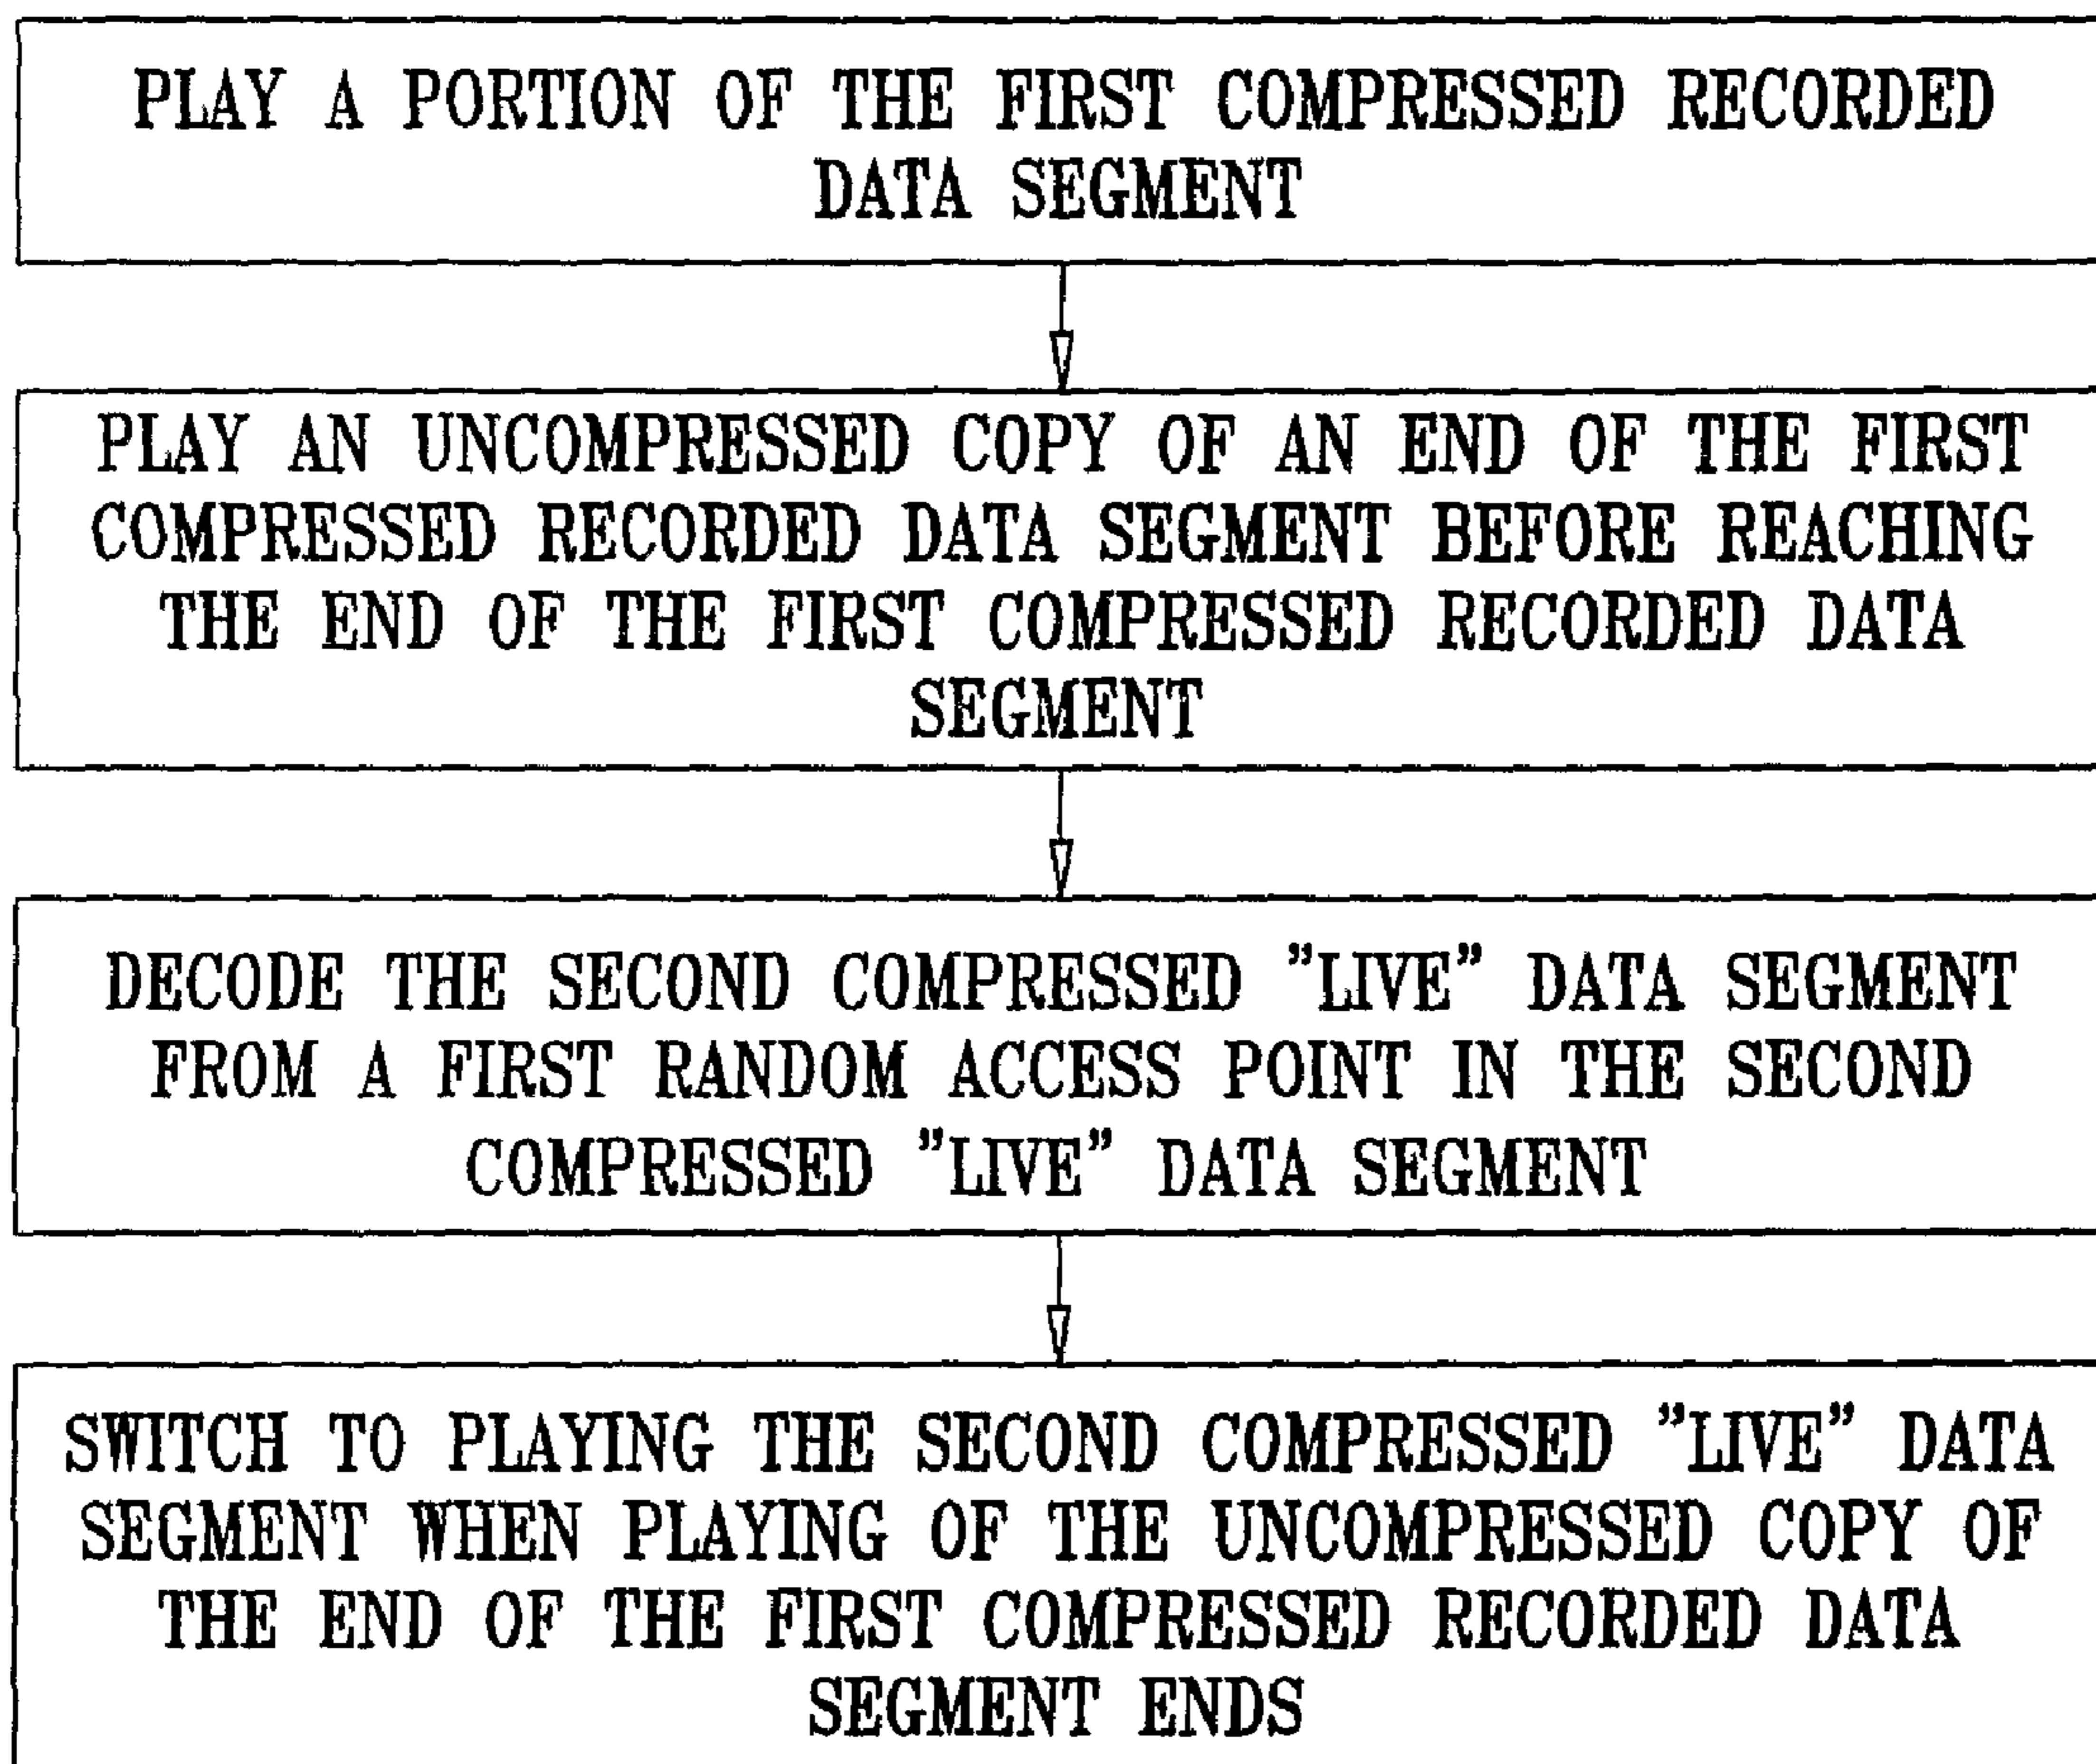 PLAY A PORTION OF THE FIRST COMPRESSED RECORDED
DATA SEGMENT
PLAY AN UNCOMPRESSED COPY OF AN END OF THE FIRST
COMPRESSED RECORDED DATA SEGMENT BEFORE REACHING
THE END OF THE FIRST COMPRESSED RECORDED DATA
SEGMENT
DECODE THE SECOND COMPRESSED ”LIVE” DATA SEGMENT
FROM A FIRST RANDOM ACCESS POINT IN THE SECOND
COMPRESSED ”LIVE” DATA SEGMENT
SWITCH TO PLAYING THE SECOND COMPRESSED ”LIVE” DATA
SEGMENT WHEN PLAYING OF THE UNCOMPRESSED COPY OF
THE END OF THE FIRST COMPRESSED RECORDED DATA
SEGMENT ENDS